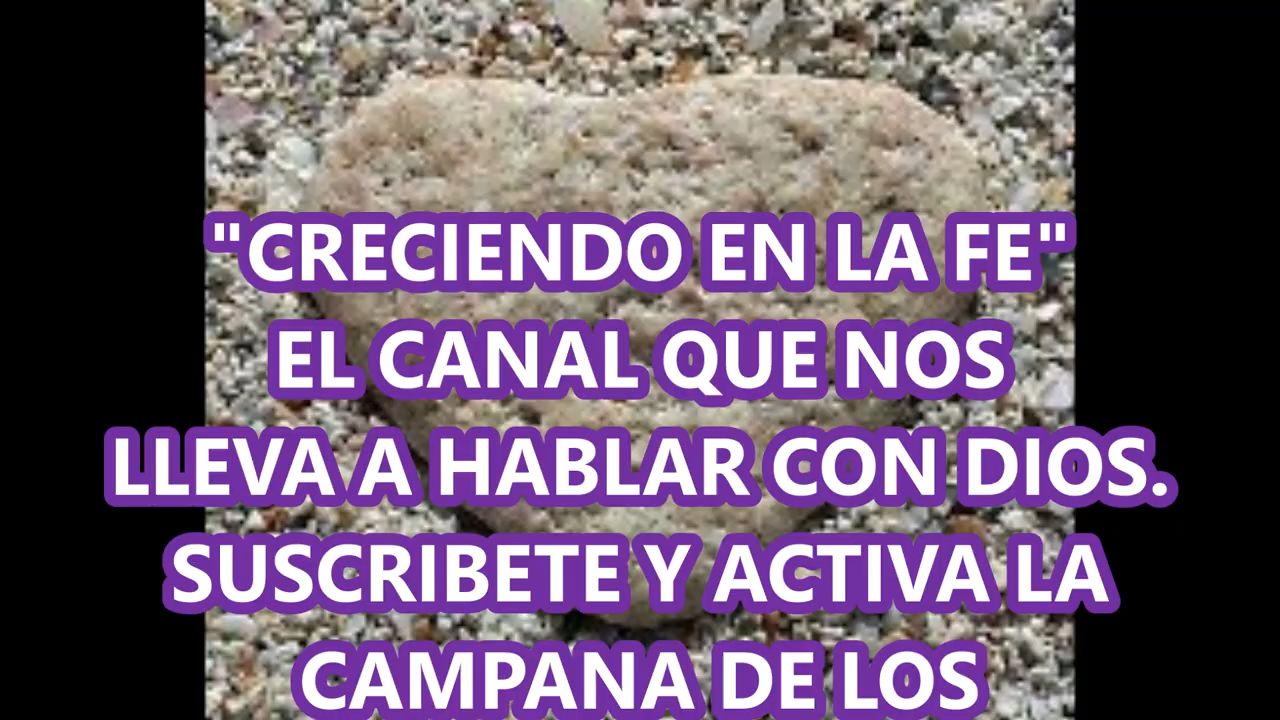 "CRECIENDO EN LA FE"
EL CANAL QUE NOS
LLEVA A HABLAR CON DIOS.
SUSCRIBETE Y ACTIVA LA
CAMPANA DE LOS